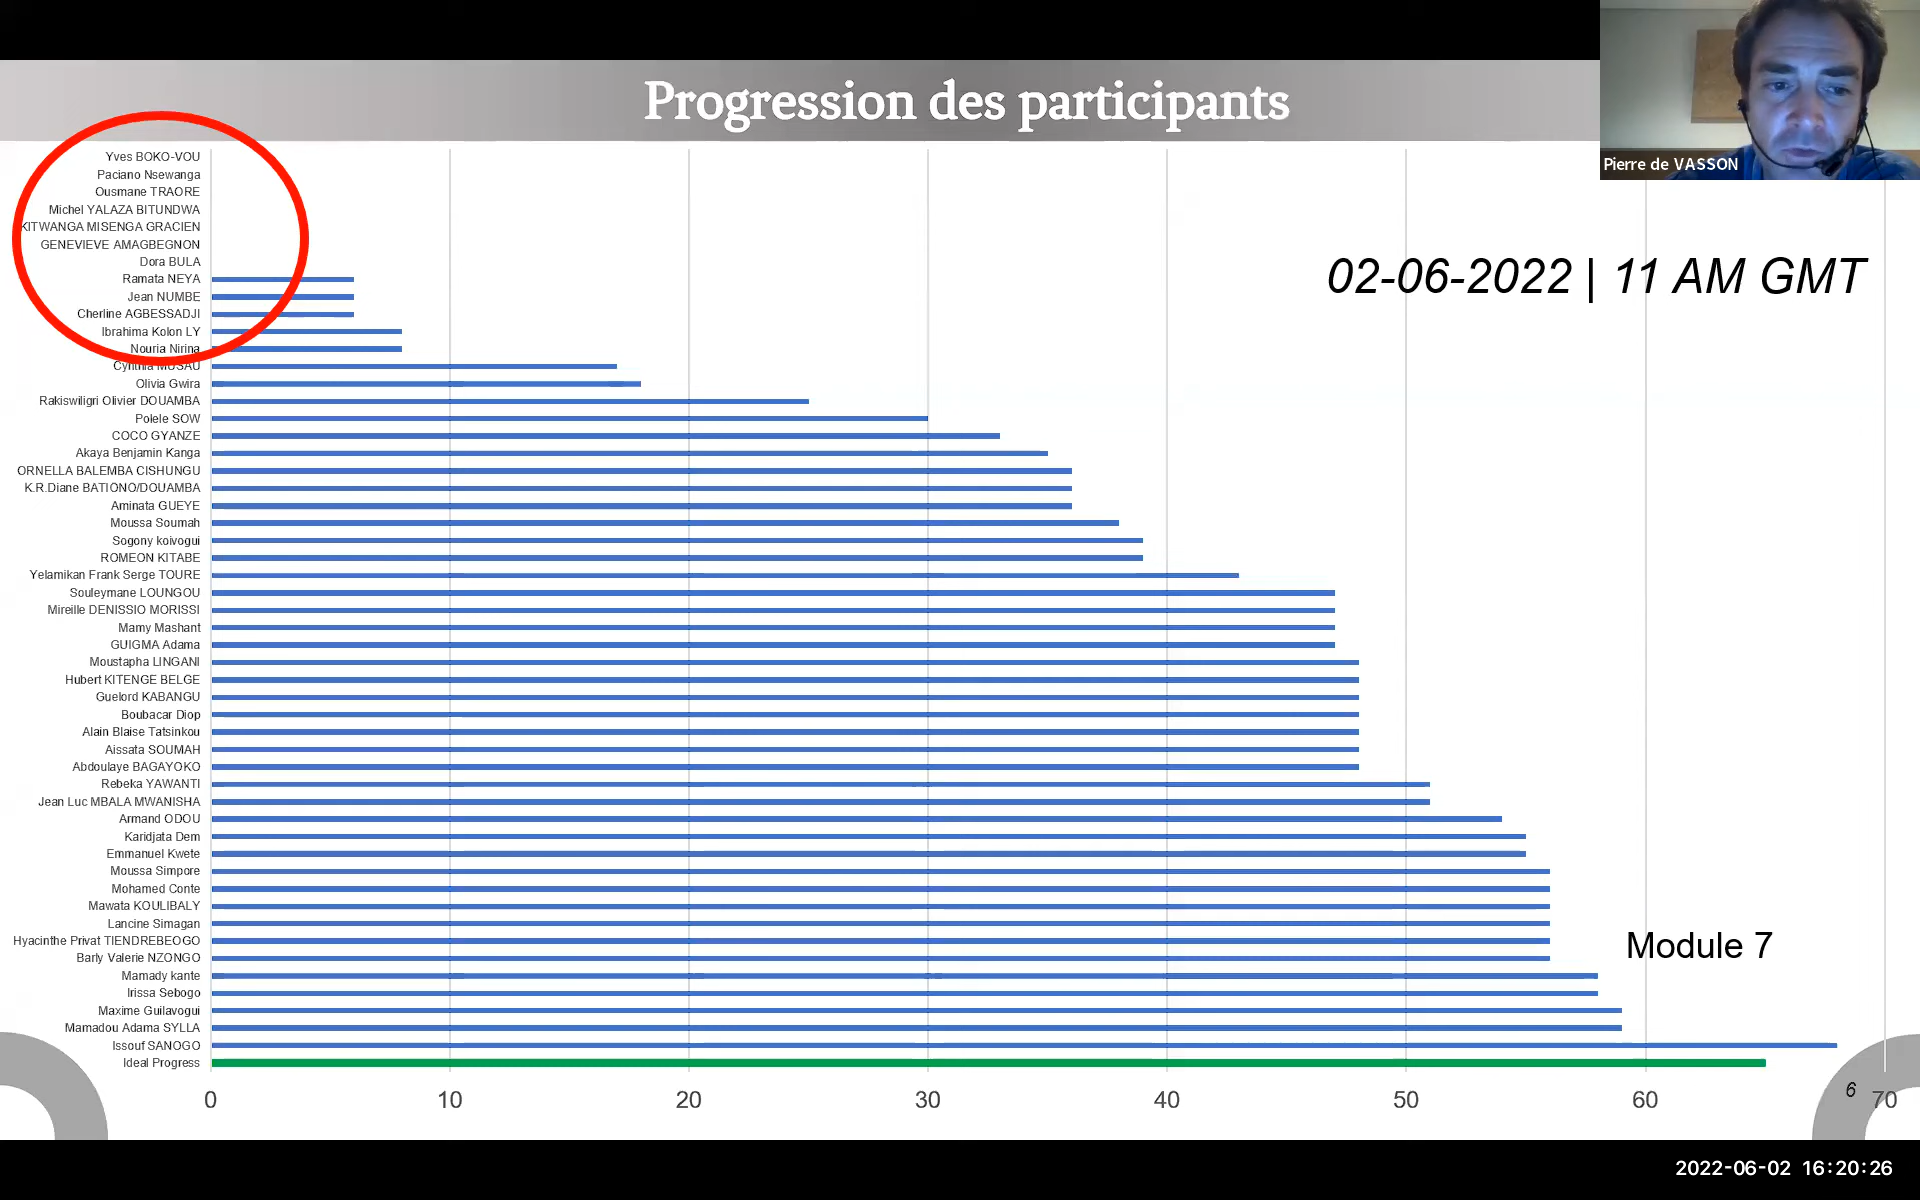 Progression des participants
Pierre de VASSON
Yves BOKO-VOU
Paciano Nsewanga
Ousmane TRAORE
Michel YALAZA BITUNDWA
KITWANGA MISENGA GRACIEN
GENEVIEVE AMAGBEGNON
Dora BULA
Ramata NEYA
Jean NUMBE
Cherline AGBESSADJI
Ibrahima Kolon LY
Nouria Nirina
Cynthia MUSAU
Olivia Gwira
Rakiswiligri Olivier DOUAMBA
Polele SOW
COCO GYANZE
Akaya Benjamin Kanga
ORNELLA BALEMBA CISHUNGU
K.R.Diane BATIONO/DOUAMBA
Aminata GUEYE
Moussa Soumah
Sogony koivogui
ROMEON KITABE
Yelamikan Frank Serge TOURE
Souleymane LOUNGOU
Mireille DENISSIO MORISSI
Mamy Mashant
GUIGMA Adama
Moustapha LINGANI
Hubert KITENGE BELGE
Guelord KABANGU
Boubacar Diop
Alain Blaise Tatsinkou
Aissata SOUMAH
Abdoulaye BAGAYOKO
Rebeka YAWANTI
Jean Luc MBALA MWANISHA
Armand ODOU
Karidjata Dem
Emmanuel Kwete
Moussa Simpore
Mohamed Conte
Mawata KOULIBALY
Lancine Simagan
Hyacinthe Privat TIENDREBEOGO
Barly Valerie NZONGO
Mamady kante
Irissa Sebogo
Maxime Guilavogui
Mamadou Adama SYLLA
Issouf SANOGO
Ideal Progress
02-06-2022 | 11 AM GMT
Module 7
0 10 20 30 40 50 60 70
6
2022-06-02 16:20:26